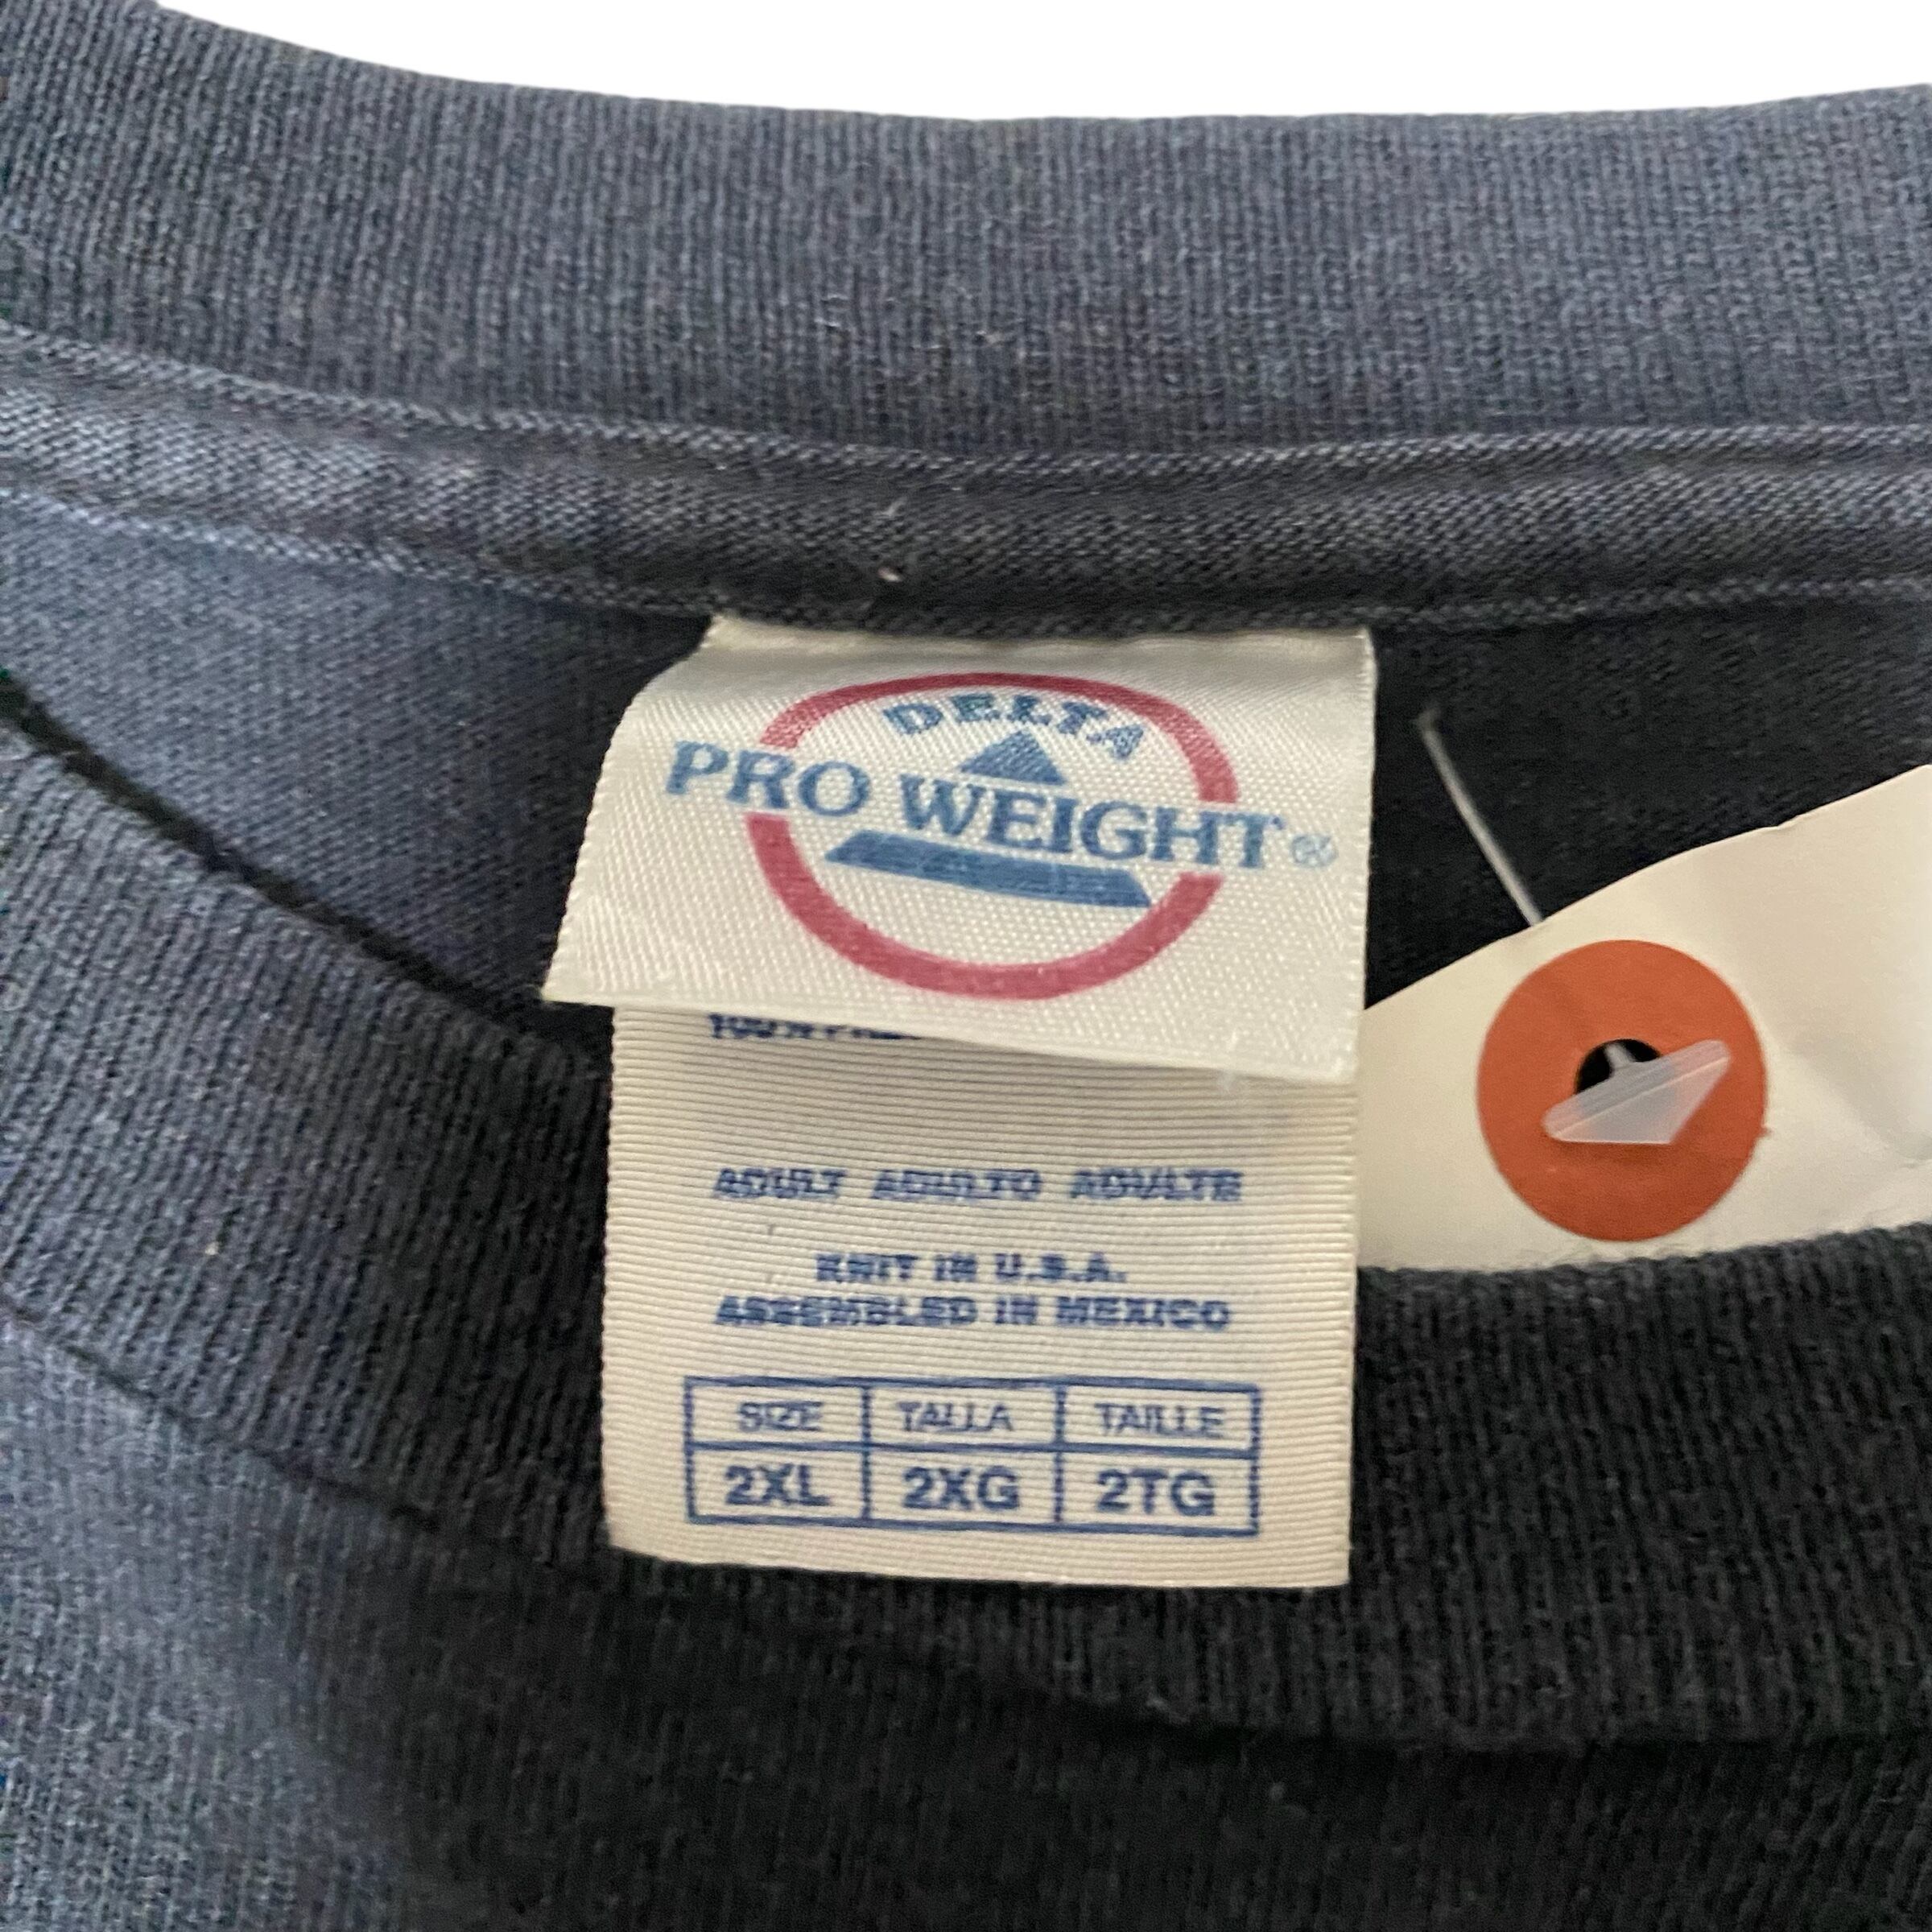 DELTA
PRO WEIGHT®
ADULT ADULTO ADULTE
KNIT IN U.S.A.
ASSEMBLED IN MEXICO
SIZE TALLA TAILLE
2XL 2XG 2TG